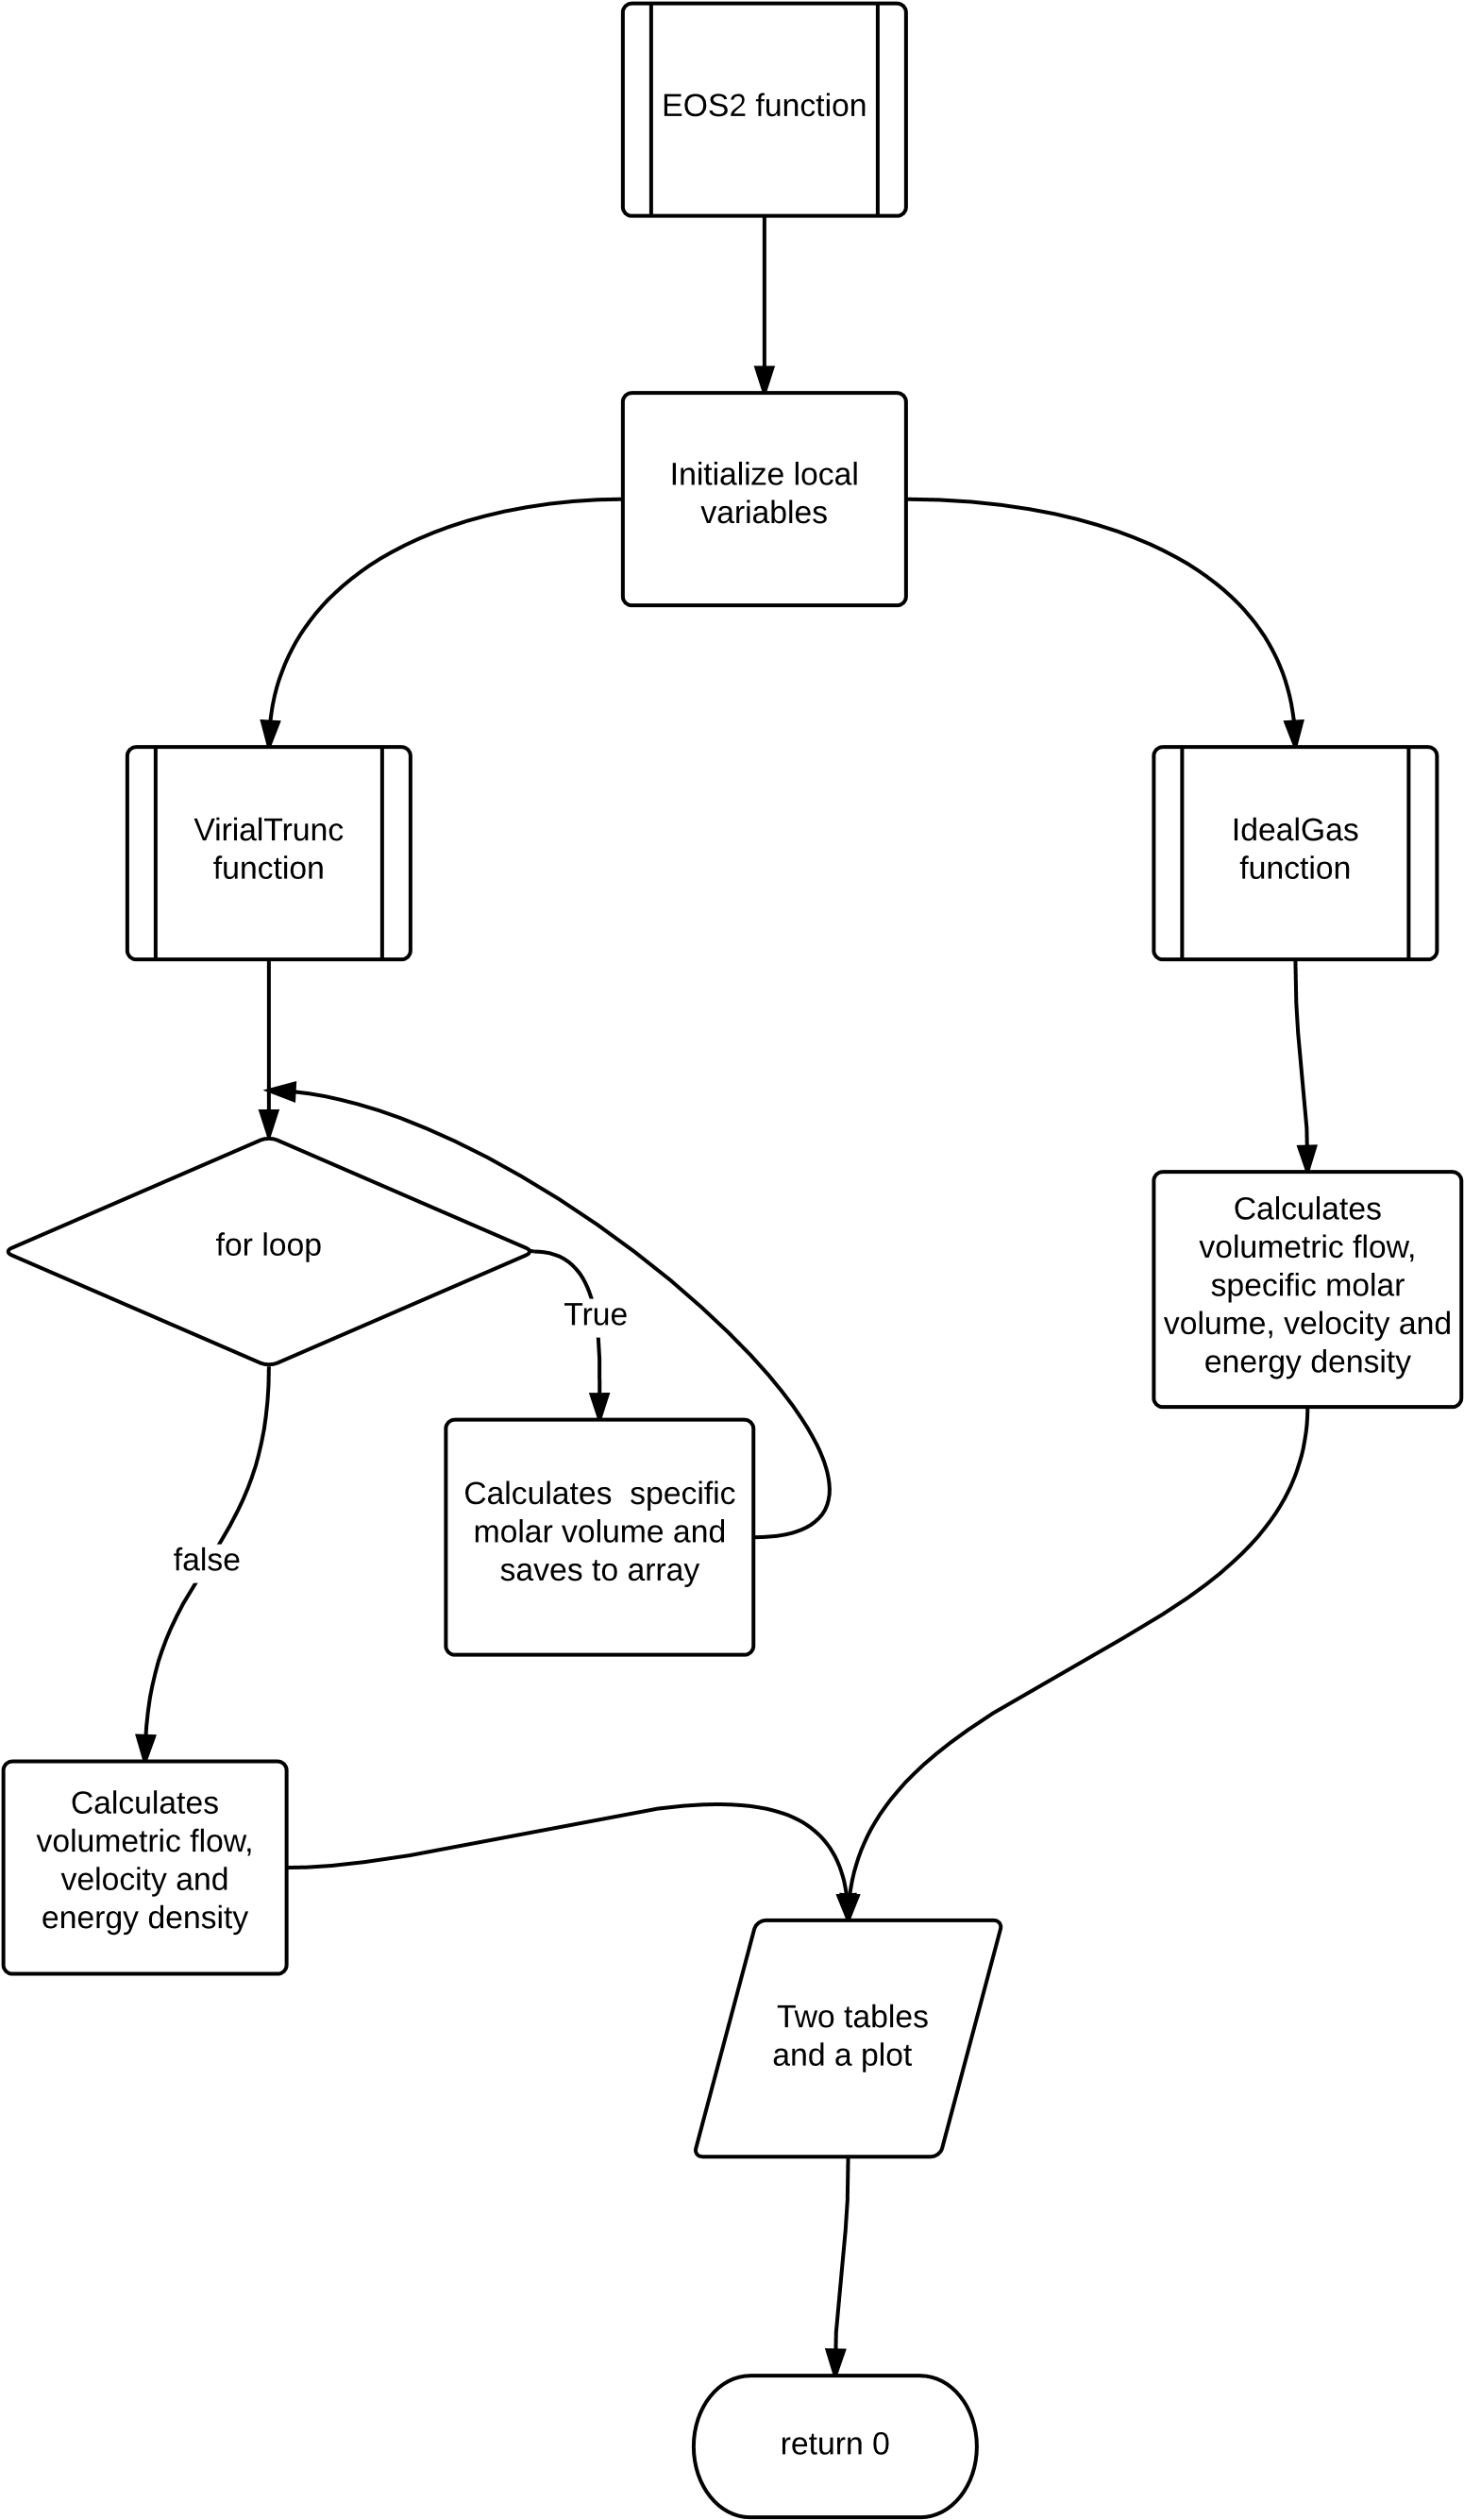 EOS2 function
Initialize local
variables
VirialTrunc
function
IdealGas
function
for loop
True
Calculates
volumetric flow,
specific molar
volume, velocity and
energy density
Calculates  specific
molar volume and
saves to array
false
Calculates
volumetric flow,
velocity and
energy density
Two tables
and a plot
return 0